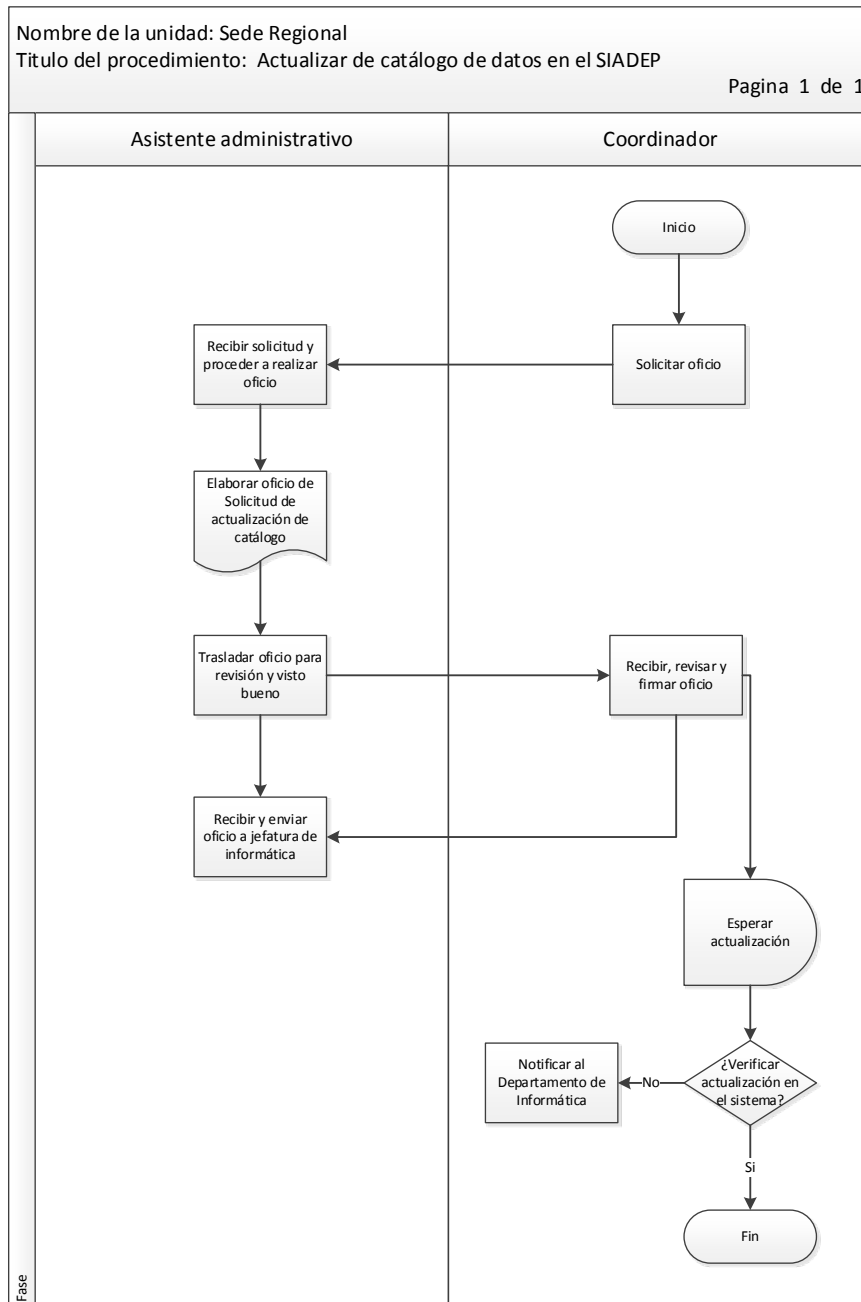 Nombre de la unidad: Sede Regional
Titulo del procedimiento: Actualizar de catálogo de datos en el SIADEP
Pagina 1 de 1
Asistente administrativo
Coordinador
Inicio
Recibir solicitud y
proceder a realizar
oficio
Solicitar oficio
Elaborar oficio de
Solicitud de
actualización de
catálogo
Trasladar oficio para
revisión y visto
bueno
Recibir, revisar y
firmar oficio
Recibir y enviar
oficio a jefatura de
informática
Esperar
actualización
Notificar al
Departamento de
Informática
No
¿Verificar
actualización en
el sistema?
Si
Fin
Fase